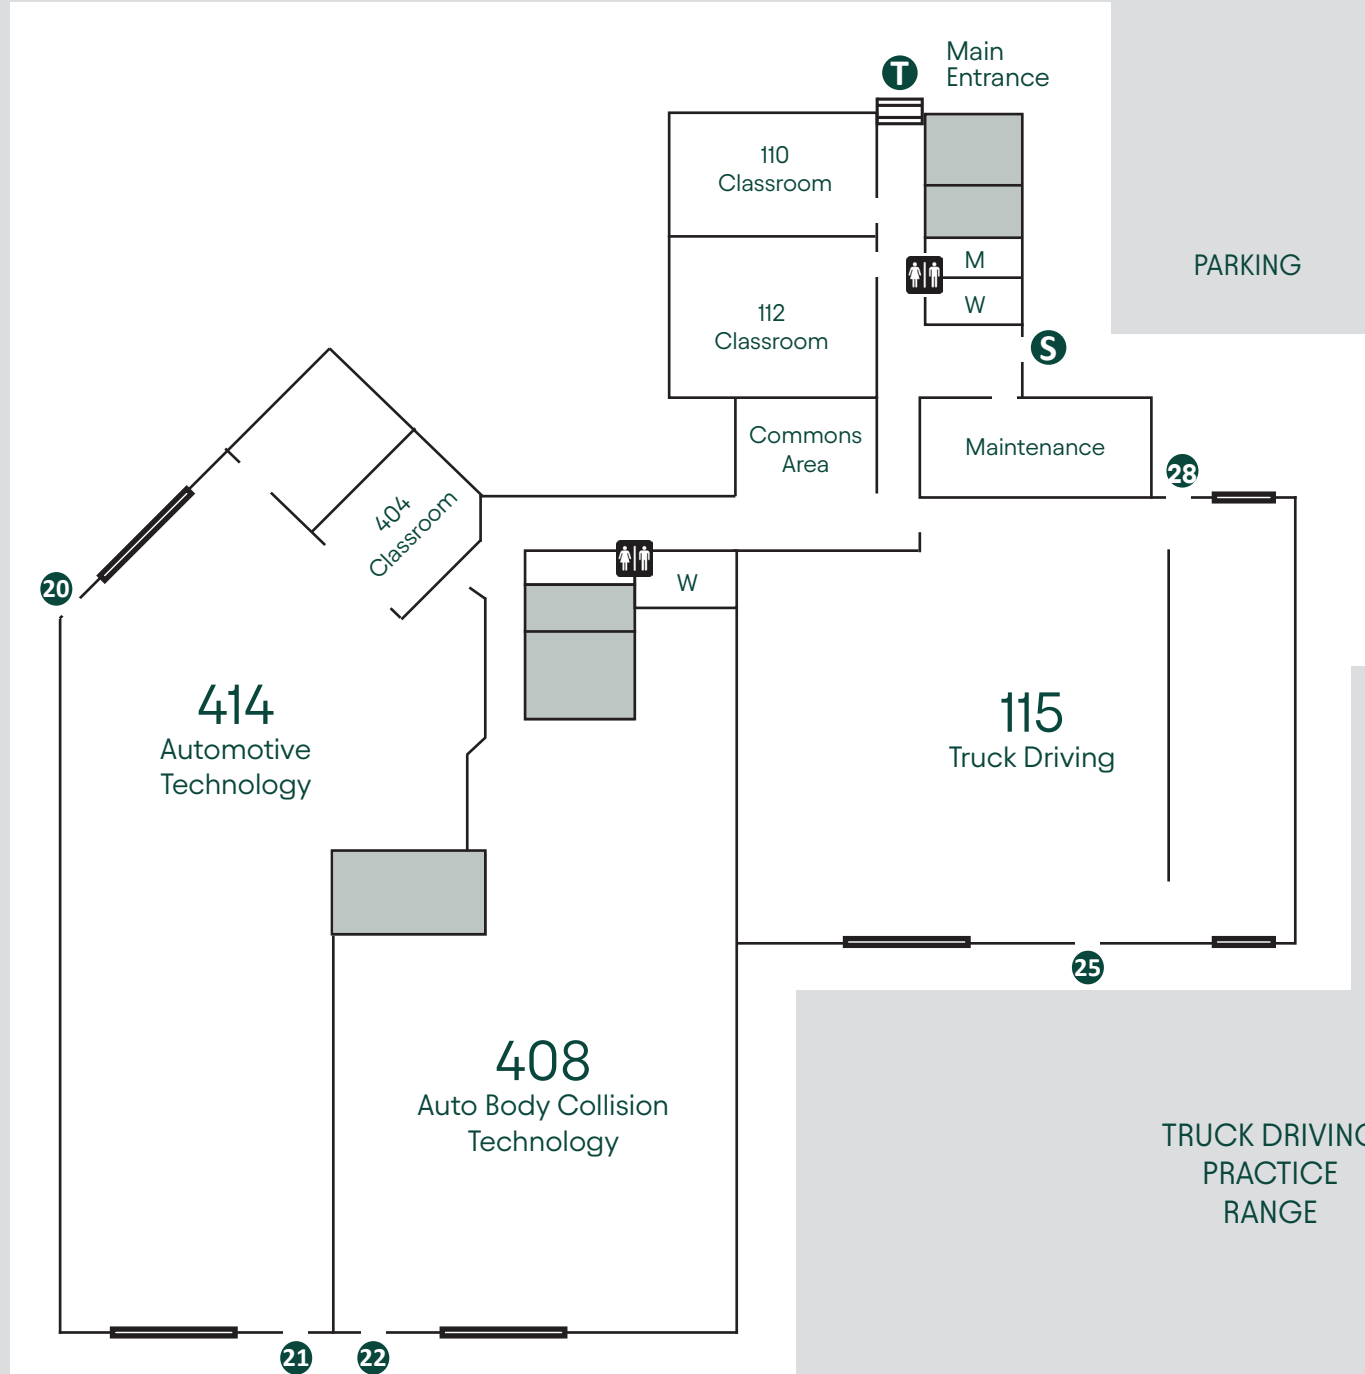 T
Main
Entrance
110
Classroom
M
PARKING
W
112
Classroom
S
Commons
Area
Maintenance
28
404
Classroom
20
W
414
Automotive
Technology
115
Truck Driving
25
408
Auto Body Collision
Technology
TRUCK DRIVING
PRACTICE
RANGE
21
22